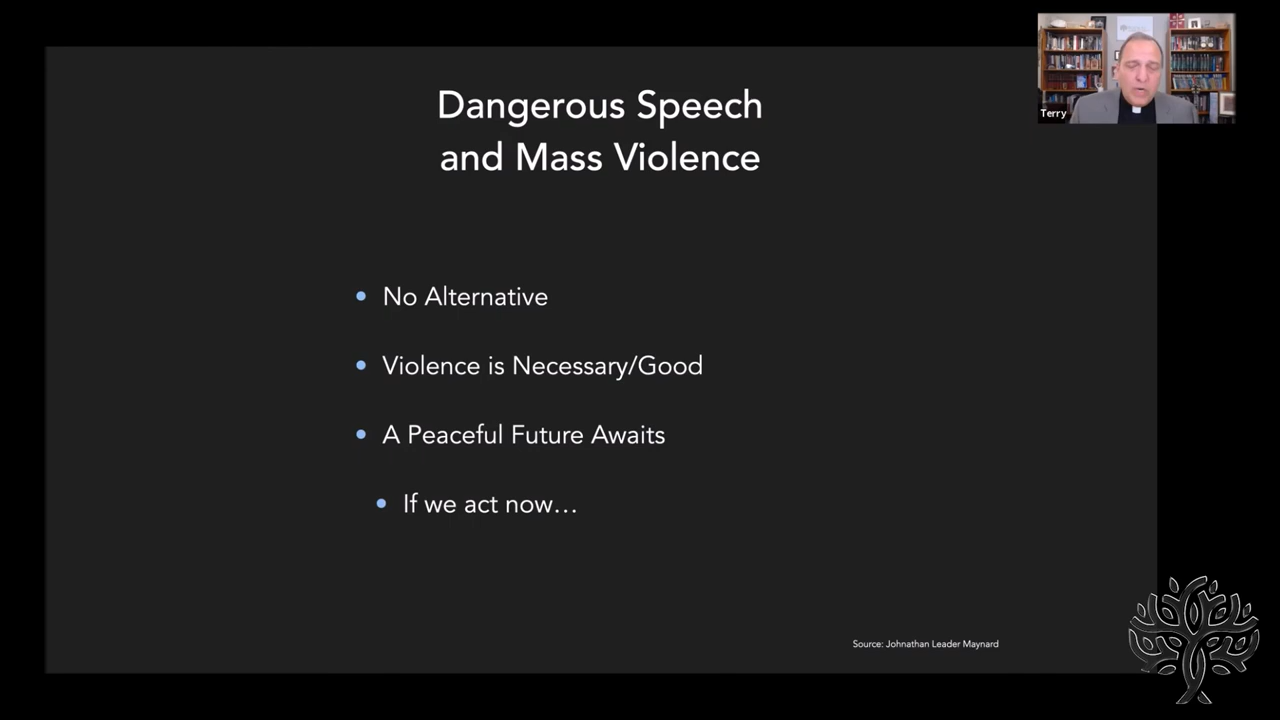 Dangerous Speech
and Mass Violence
Terry
No Alternative
Violence is Necessary/Good
A Peaceful Future Awaits
If we act now…
Source: Johnathan Leader Maynard